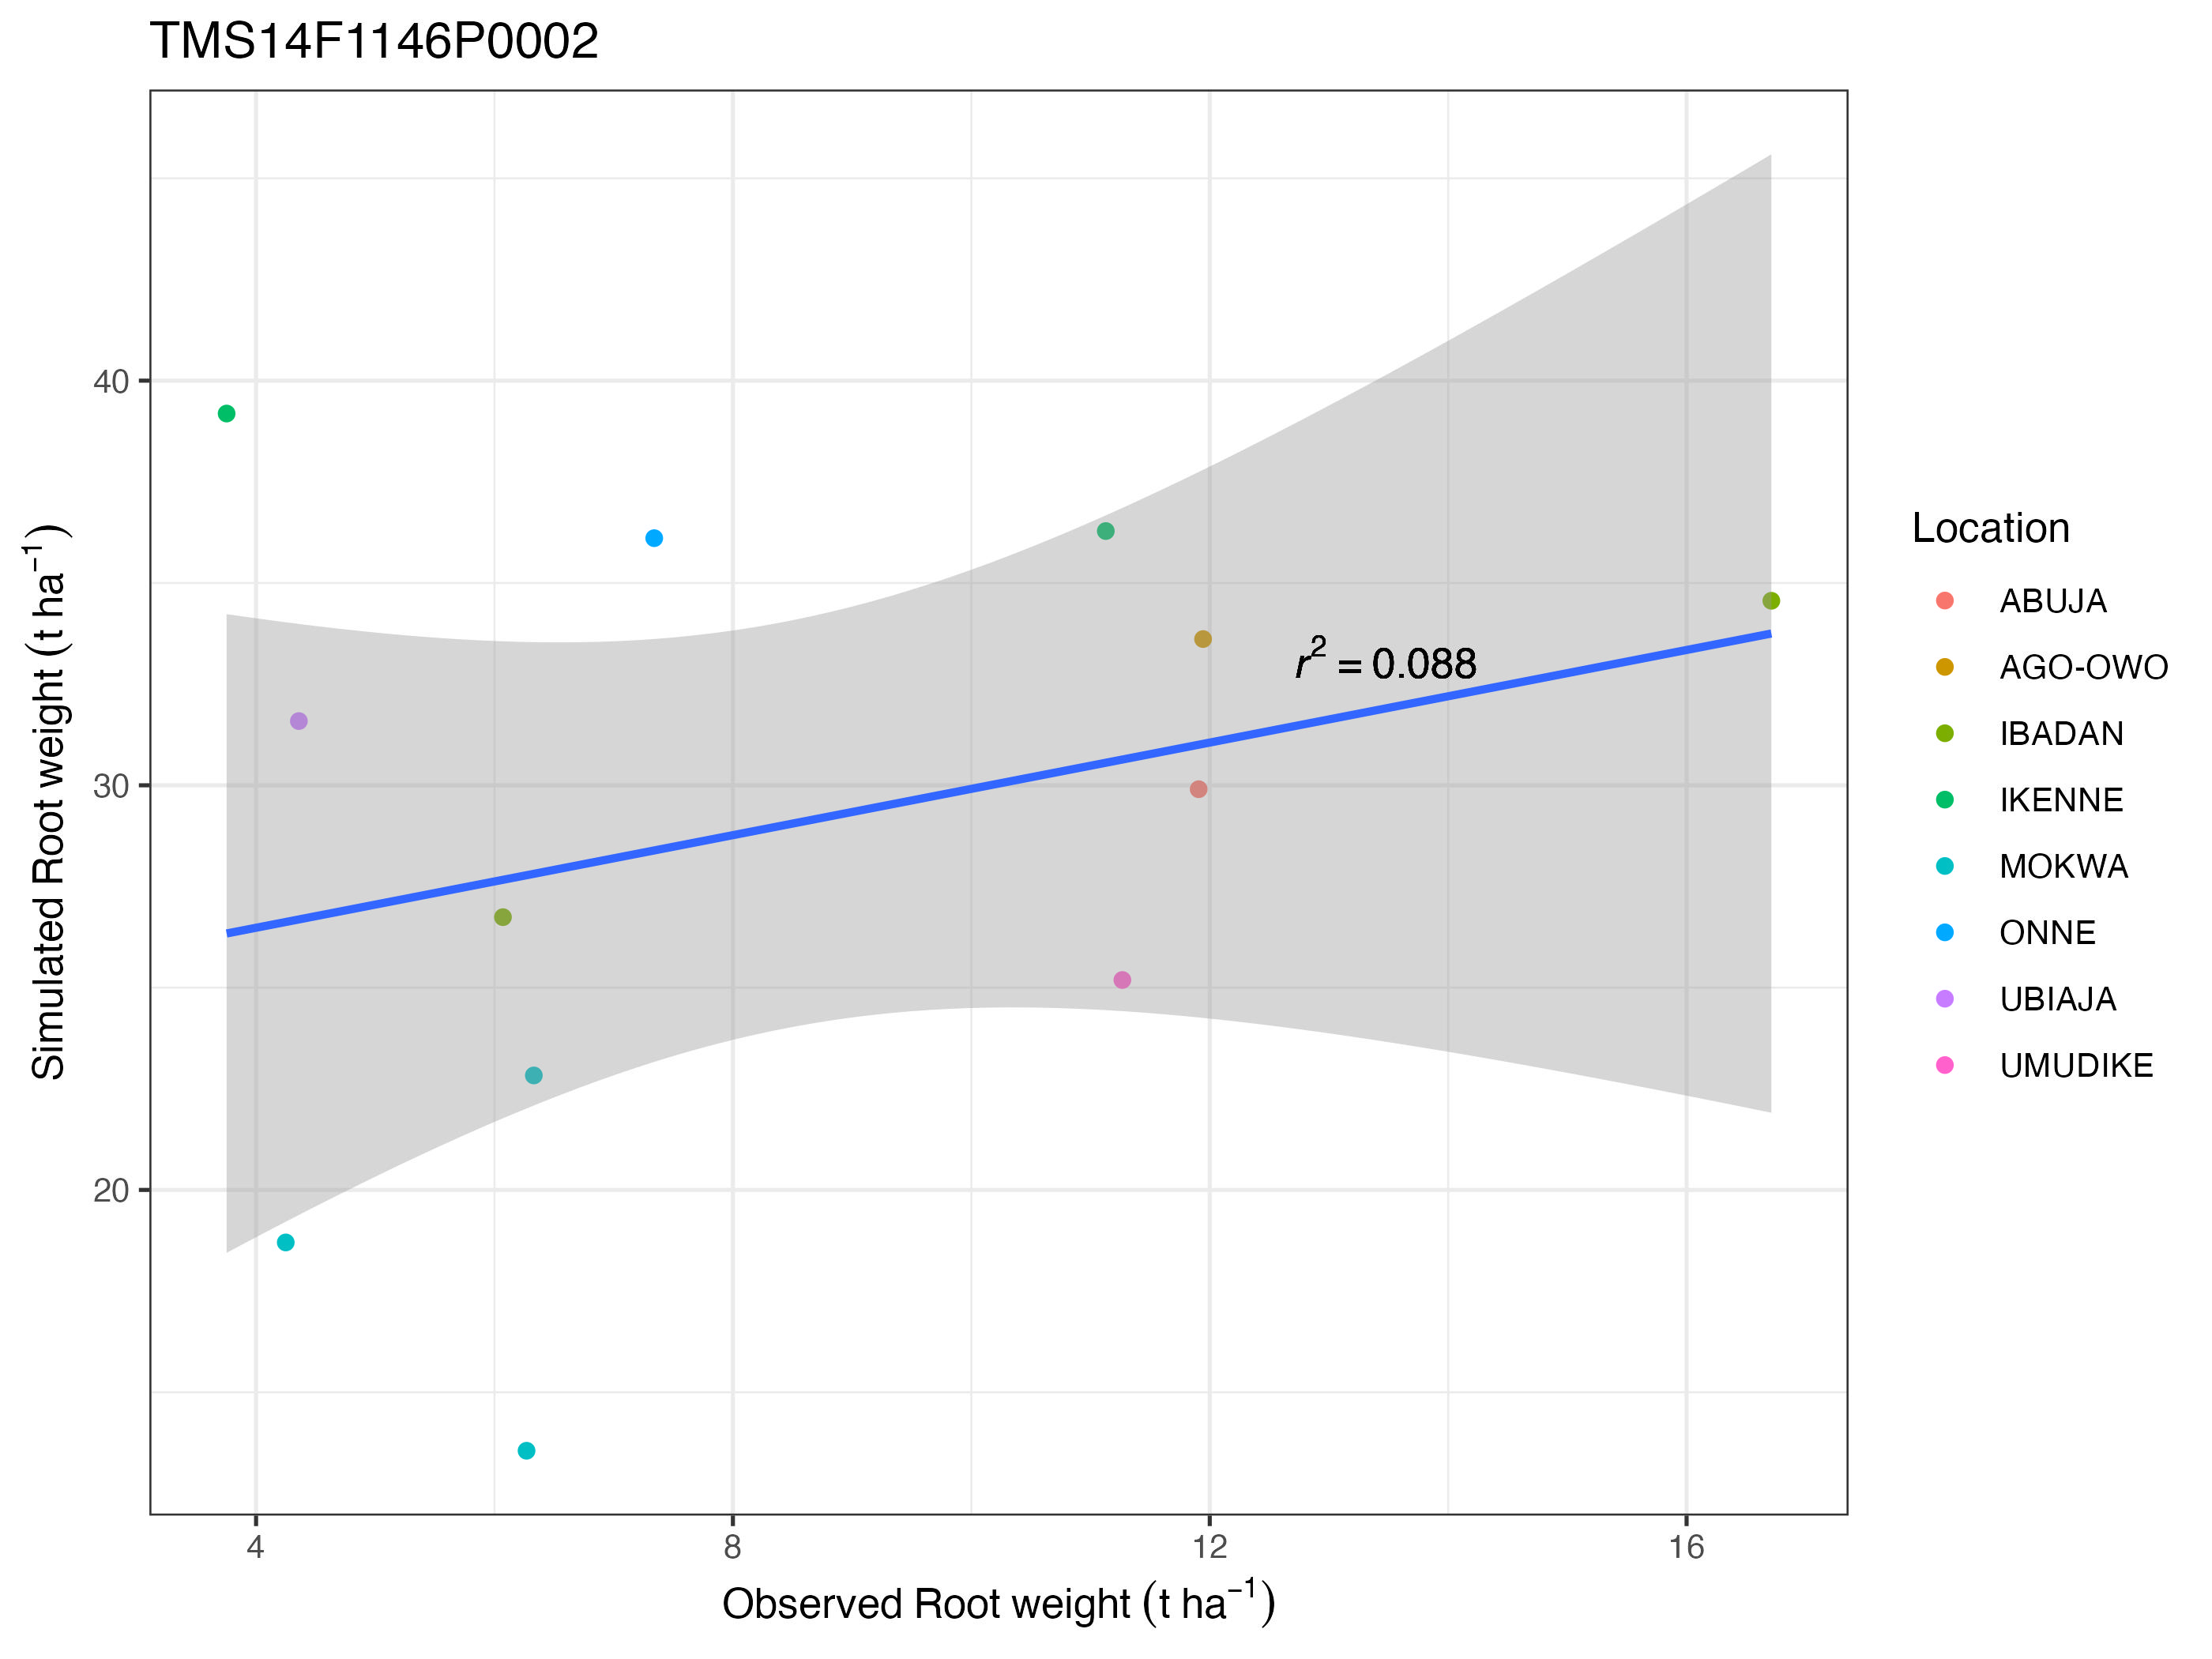 TMS14F1146P0002
Simulated Root weight (t ha⁻¹)
40
30
20
r² = 0.088
4 8 12 16
Observed Root weight (t ha⁻¹)
Location
ABUJA
AGO-OWO
IBADAN
IKENNE
MOKWA
ONNE
UBIAJA
UMUDIKE